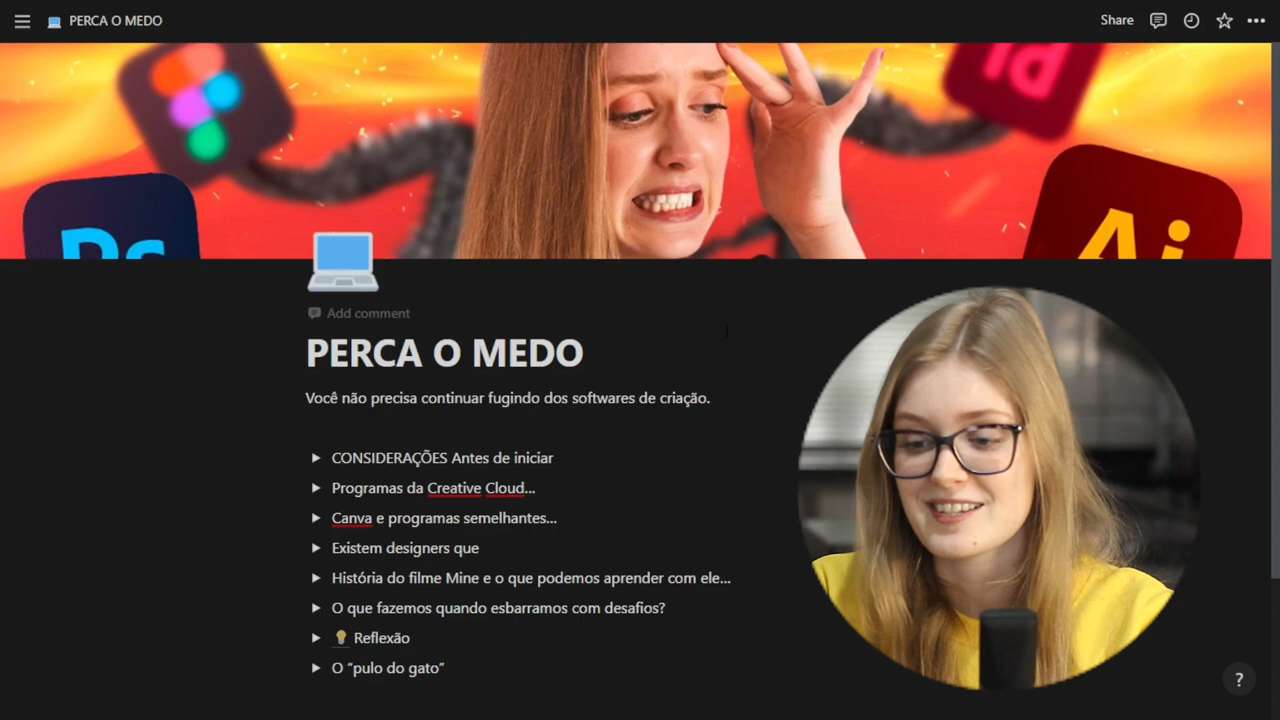 PERCA O MEDO
Share
Id
Ps
Ai
Add comment
PERCA O MEDO
Você não precisa continuar fugindo dos softwares de criação.
CONSIDERAÇÕES Antes de iniciar
Programas da Creative Cloud...
Canva e programas semelhantes...
Existem designers que
História do filme Mine e o que podemos aprender com ele...
O que fazemos quando esbarramos com desafios?
Reflexão
O “pulo do gato”
?